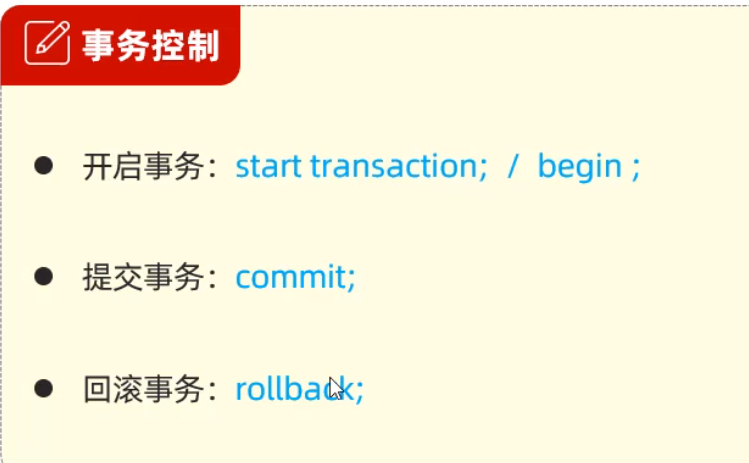 事务控制
开启事务：start transaction;  /  begin ;
提交事务：commit;
回滚事务：rollback;